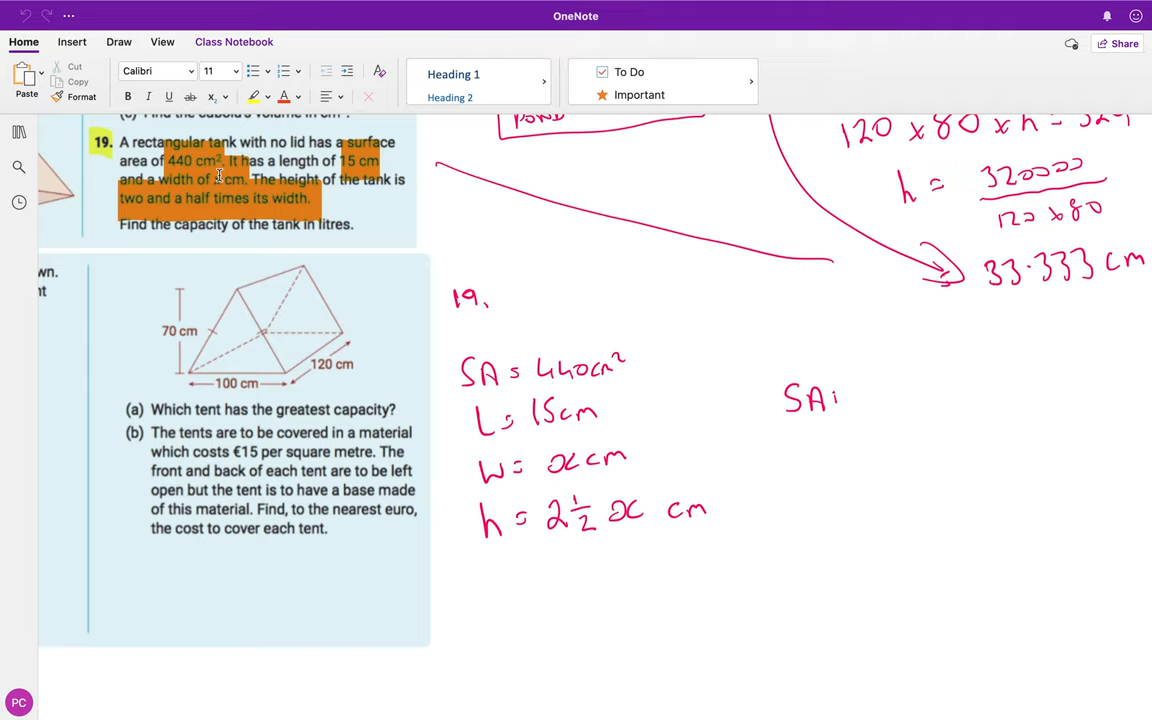 OneNote
Home Insert Draw View Class Notebook
Share
Paste
Cut
Copy
Format
Calibri 11
B I U ab x₂ A
Heading 1
Heading 2
To Do
Important
19. A rectangular tank with no lid has a surface
area of 440 cm². It has a length of 15 cm
and a width of cm. The height of the tank is
two and a half times its width.
Find the capacity of the tank in litres.
wn.
nt
70 cm
100 cm
120 cm
(a) Which tent has the greatest capacity?
(b) The tents are to be covered in a material
which costs €15 per square metre. The
front and back of each tent are to be left
open but the tent is to have a base made
of this material. Find, to the nearest euro,
the cost to cover each tent.
120 x 80 x h =
h = 320000
120 x 80
33.333 cm
19.
SA = 440cm²
L = 15cm
W = x cm
h = 2 1/2 x cm
SA:
PC